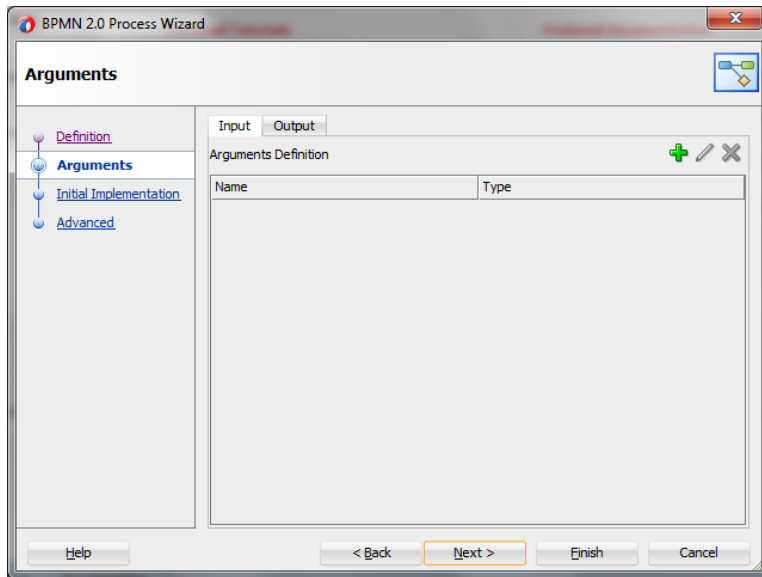 BPMN 2.0 Process Wizard
Arguments
Definition
Arguments
Initial Implementation
Advanced
Input Output
Arguments Definition
Name Type
Help < Back Next > Finish Cancel